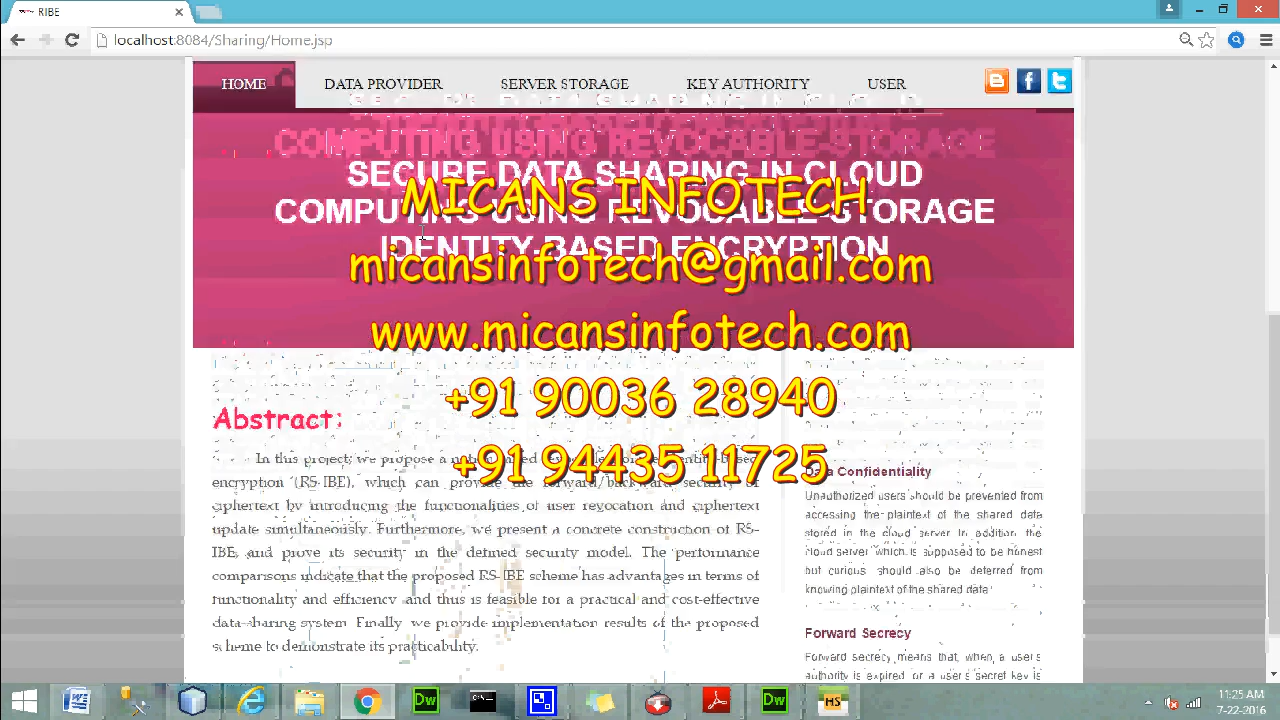 RIBE
localhost:8084/Sharing/Home.jsp
HOME DATA PROVIDER SERVER STORAGE KEY AUTHORITY USER
SECURE DATA SHARING IN CLOUD
COMPUTING USING REVOCABLE STORAGE
IDENTITY-BASED ENCRYPTION
MICANS INFOTECH
micansinfotech@gmail.com
www.micansinfotech.com
+91 90036 28940
+91 94435 11725
Abstract:
In this project, we propose a
encryption (RS-IBE), which can provide the forward/backward security of
ciphertext by introducing the functionalities of user revocation and ciphertext
update simultaneously. Furthermore, we present a concrete construction of RS-
IBE, and prove its security in the defined security model. The performance
comparisons indicate that the proposed RS-IBE scheme has advantages in terms of
functionality and efficiency, and thus is feasible for a practical and cost-effective
data-sharing system. Finally, we provide implementation results of the proposed
scheme to demonstrate its practicability.
Data Confidentiality
Unauthorized users should be prevented from
accessing the plaintext of the shared data
stored in the cloud server. In addition, the
cloud server, which is supposed to be honest
but curious, should also be deterred from
knowing plaintext of the shared data
Forward Secrecy
Forward secrecy means that, when a user's
authority is expired, or a user's secret key is
11:25 AM
7-22-2016